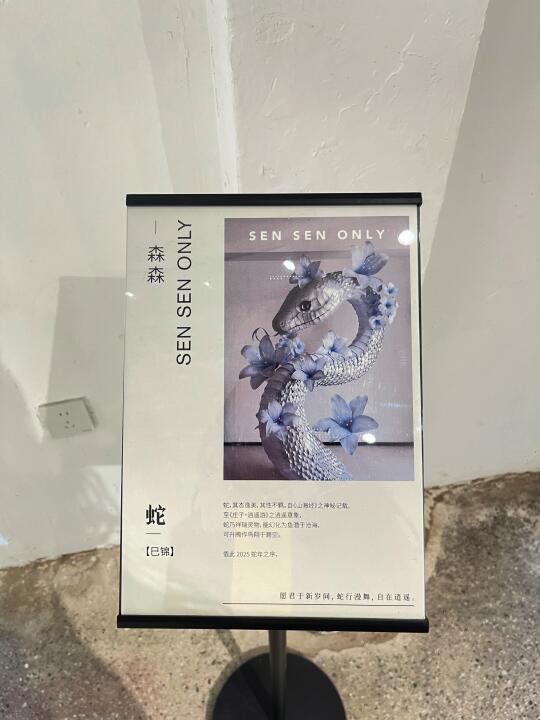 森森
SEN SEN ONLY
SEN SEN ONLY
蛇
【巳锦】
蛇，其态逸美，其性不羁。自《山海经》之神秘记载，
至《庄子·逍遥游》之逍遥意象，
蛇乃祥瑞灵物，能幻化为鱼潜于沧海，
可升腾作鸟翔于碧空。
值此 2025 蛇年之序，
愿君于新岁间，蛇行漫舞，自在逍遥。